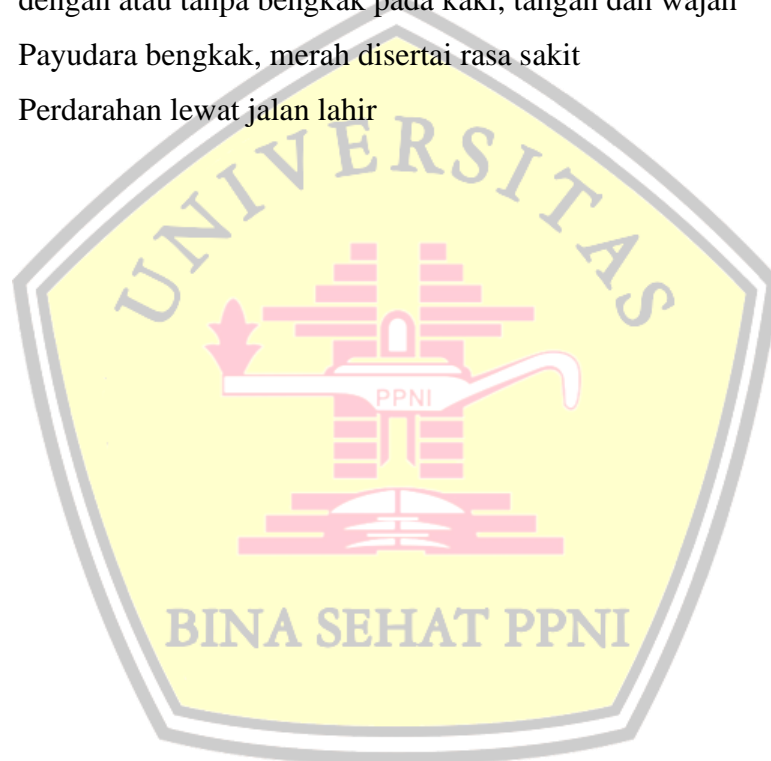 dengan atau tanpa bengkak pada kaki, tangan dan wajah
Payudara bengkak, merah disertai rasa sakit
Perdarahan lewat jalan lahir
UNIVERSITAS
PPNI
BINA SEHAT PPNI